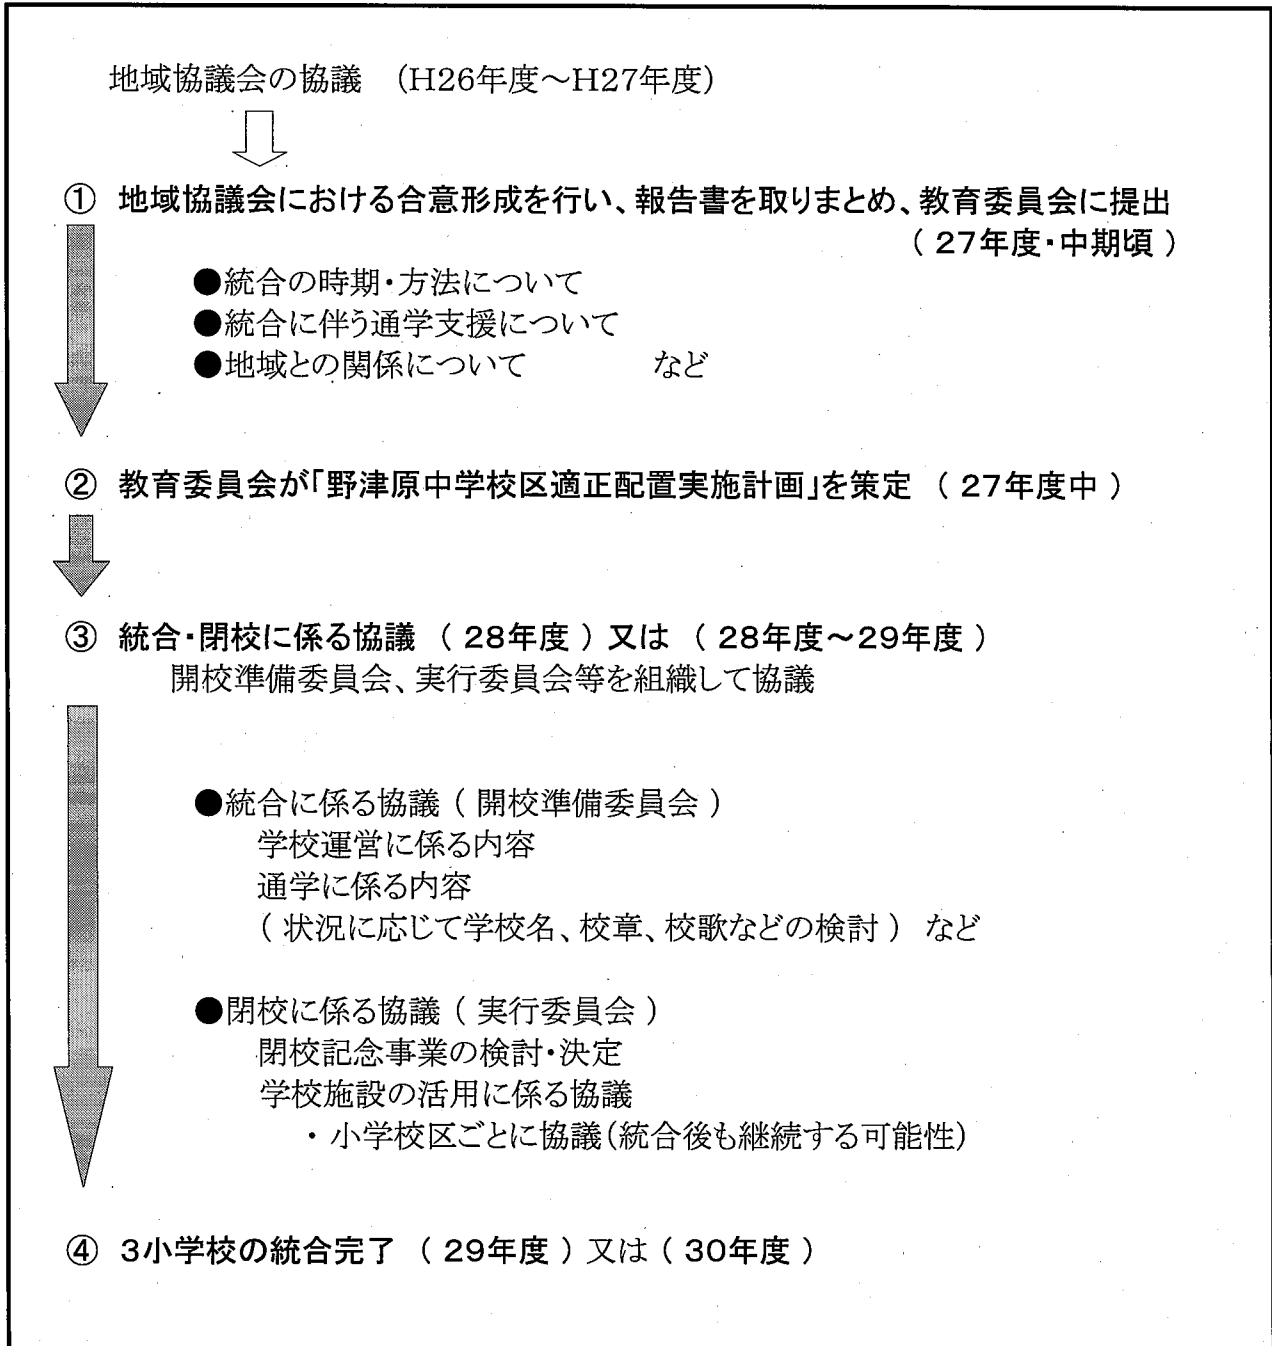 地域協議会の協議　（H26年度～H27年度）
① 地域協議会における合意形成を行い、報告書を取りまとめ、教育委員会に提出
（ 27年度・中期頃 ）
●統合の時期・方法について
●統合に伴う通学支援について
●地域との関係について　　　　など
② 教育委員会が「野津原中学校区適正配置実施計画」を策定 （ 27年度中 ）
③ 統合・閉校に係る協議 （ 28年度 ）又は （ 28年度～29年度 ）
開校準備委員会、実行委員会等を組織して協議
●統合に係る協議（ 開校準備委員会 ）
学校運営に係る内容
通学に係る内容
（ 状況に応じて学校名、校章、校歌などの検討 ） など
●閉校に係る協議（ 実行委員会 ）
閉校記念事業の検討・決定
学校施設の活用に係る協議
・ 小学校区ごとに協議（統合後も継続する可能性）
④ 3小学校の統合完了 （ 29年度 ）又は（ 30年度 ）